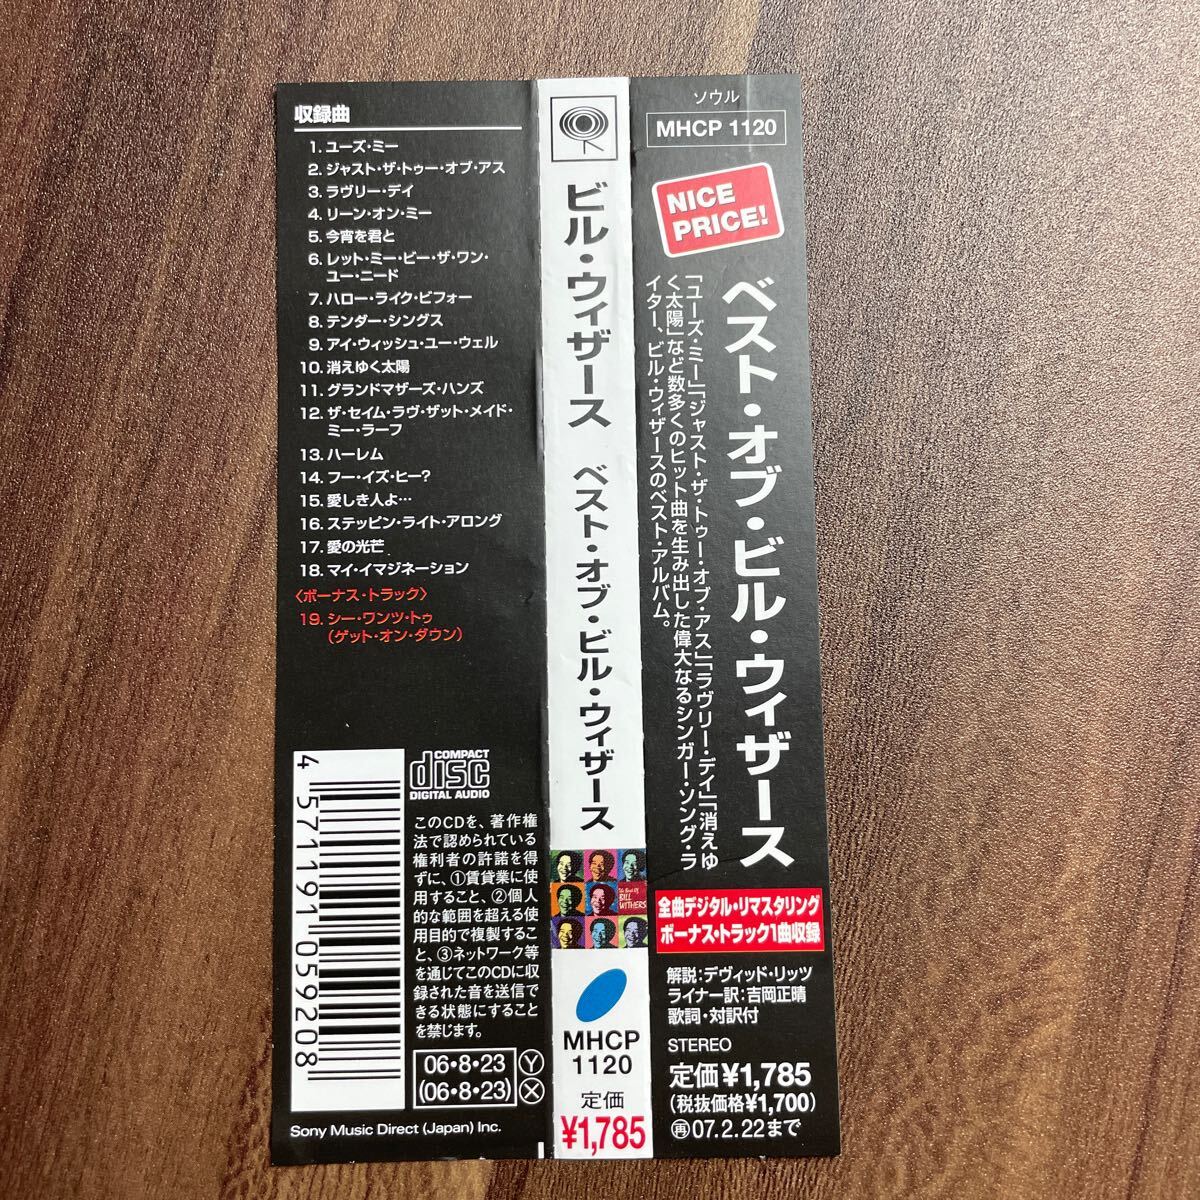 収録曲
1. ユーズ・ミー
2. ジャスト・ザ・トゥー・オブ・アス
3. ラヴリー・デイ
4. リーン・オン・ミー
5. 今宵を君と
6. レット・ミー・ビー・ザ・ワン・
ユー・ニード
7. ハロー・ライク・ビフォー
8. テンダー・シングス
9. アイ・ウィッシュ・ユー・ウェル
10. 消えゆく太陽
11. グランドマザーズ・ハンズ
12. ザ・セイム・ラヴ・ザット・メイド・
ミー・ラーフ
13. ハーレム
14. フー・イズ・ヒー?
15. 愛しき人よ…
16. ステッピン・ライト・アロング
17. 愛の光芒
18. マイ・イマジネーション
〈ボーナス・トラック〉
19. シー・ワンツ・トゥ
(ゲット・オン・ダウン)
4 571191 059208
COMPACT
disc
DIGITAL AUDIO
このCDを、著作権
法で認められている
権利者の許諾を得
ずに、①賃貸業に使
用すること、②個人
的な範囲を超える使
用目的で複製するこ
と、③ネットワーク等
を通じてこのCDに収
録された音を送信で
きる状態にすること
を禁じます。
06・8・23 Y
(06・8・23) X
Sony Music Direct (Japan) Inc.
ビル・ウィザース ベスト・オブ・ビル・ウィザース
The Best Of
BILL
WITHERS
MHCP
1120
定価
¥1,785
ソウル
MHCP 1120
NICE
PRICE!
ベスト・オブ・ビル・ウィザース
「ユーズ・ミー」「ジャスト・ザ・トゥー・オブ・アス」「ラヴリー・デイ」「消えゆ
く太陽」など数多くのヒット曲を生み出した偉大なるシンガー・ソング・ラ
イター、ビル・ウィザースのベスト・アルバム。
全曲デジタル・リマスタリング
ボーナス・トラック1曲収録
解説:デヴィッド・リッツ
ライナー訳:吉岡正晴
歌詞・対訳付
STEREO
定価¥1,785
(税抜価格¥1,700)
再07.2.22まで